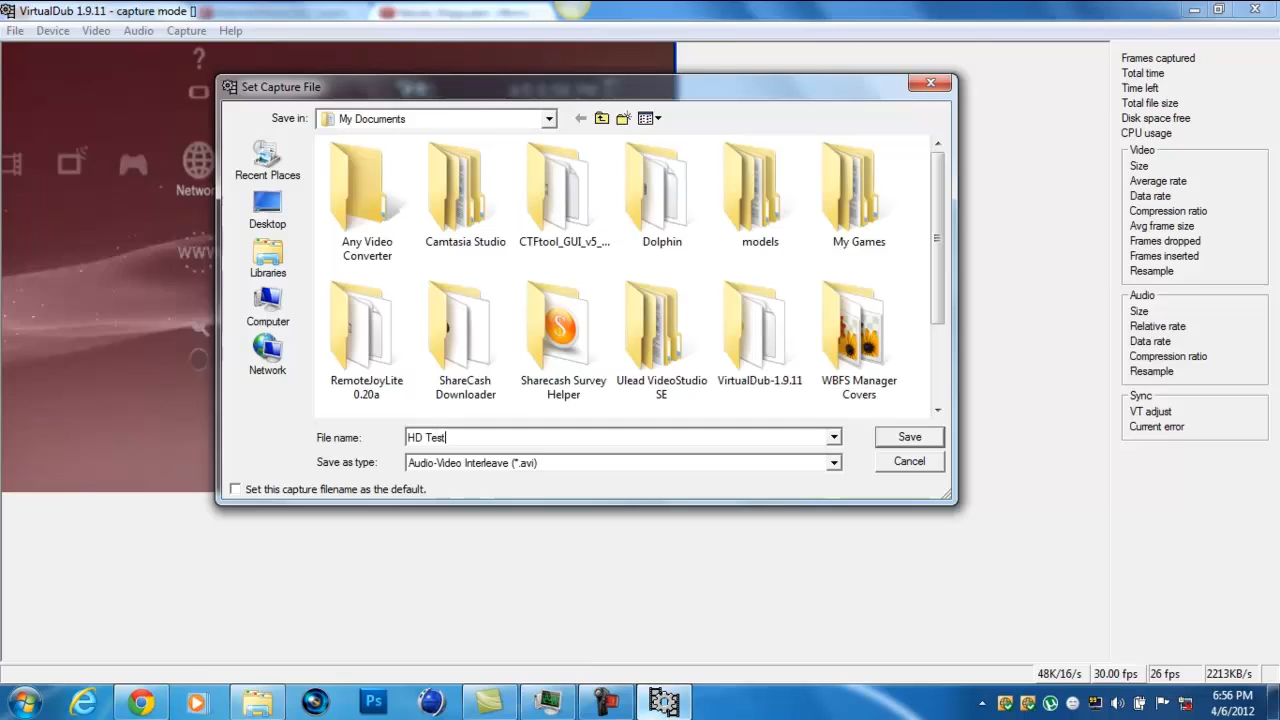 VirtualDub 1.9.11 - capture mode []
File Device Video Audio Capture Help
Set Capture File
Save in:
My Documents
Recent Places
Desktop
Libraries
Computer
Network
Any Video
Converter
Camtasia Studio
CTFtool_GUI_v5_...
Dolphin
models
My Games
RemoteJoyLite
0.20a
ShareCash
Downloader
Sharecash Survey
Helper
Ulead VideoStudio
SE
VirtualDub-1.9.11
WBFS Manager
Covers
File name:
HD Test
Save
Save as type:
Audio-Video Interleave (*.avi)
Cancel
Set this capture filename as the default.
?
Netwo
WWW
Frames captured
Total time
Time left
Total file size
Disk space free
CPU usage
Video
Size
Average rate
Data rate
Compression ratio
Avg frame size
Frames dropped
Frames inserted
Resample
Audio
Size
Relative rate
Data rate
Compression ratio
Resample
Sync
VT adjust
Current error
48K/16/s
30.00 fps
26 fps
2213KB/s
Ps
6:56 PM
4/6/2012